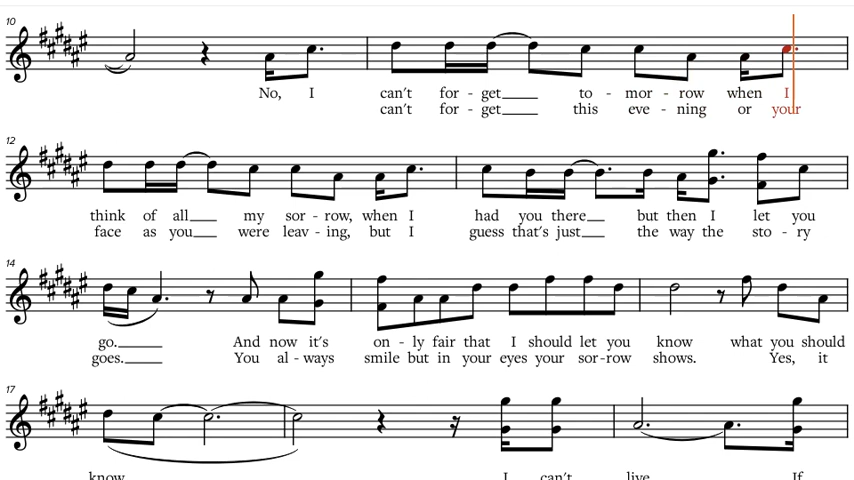 10
No, I can't for - get to - mor - row when I
can't for - get this eve - ning or your
12
think of all my sor - row, when I had you there but then I let you
face as you were leav - ing, but I guess that's just the way the sto - ry
14
go. And now it's on - ly fair that I should let you know what you should
goes. You al - ways smile but in your eyes your sor-row shows. Yes, it
17
know I can't live If